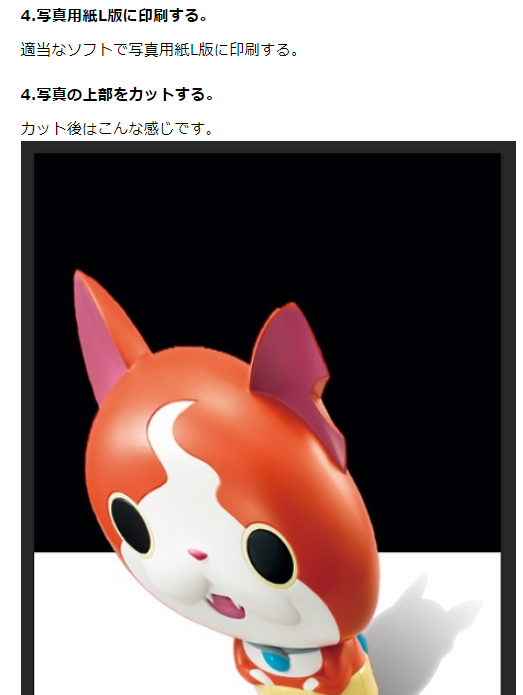 4.写真用紙L版に印刷する。
適当なソフトで写真用紙L版に印刷する。
4.写真の上部をカットする。
カット後はこんな感じです。